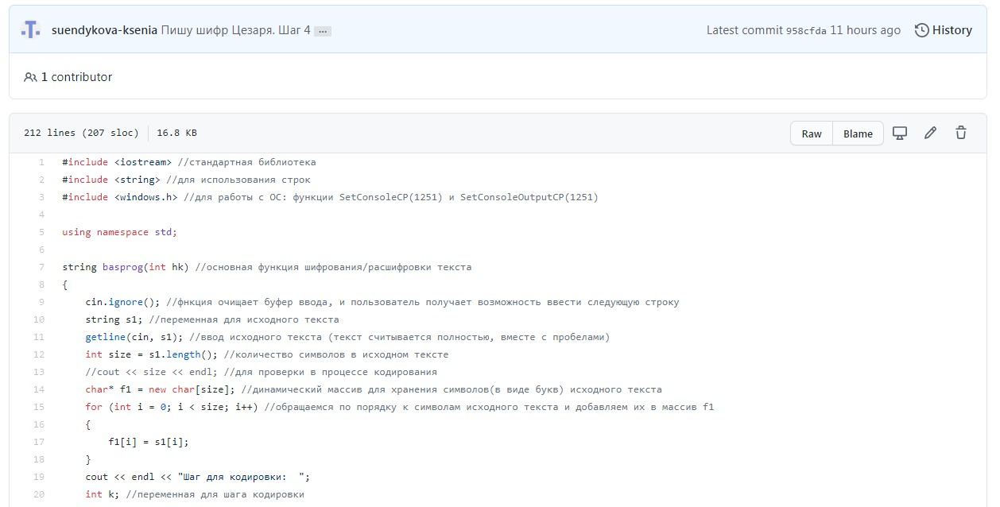 suendykova-ksenia Пишу шифр Цезаря. Шаг 4 ... Latest commit 958cfda 11 hours ago History
1 contributor
212 lines (207 sloc) 16.8 KB Raw Blame
1 #include <iostream> //стандартная библиотека
2 #include <string> //для использования строк
3 #include <windows.h> //для работы с ОС: функции SetConsoleCP(1251) и SetConsoleOutputCP(1251)
4
5 using namespace std;
6
7 string basprog(int hk) //основная функция шифрования/расшифровки текста
8 {
9 cin.ignore(); //фнкция очищает буфер ввода, и пользователь получает возможность ввести следующую строку
10 string s1; //переменная для исходного текста
11 getline(cin, s1); //ввод исходного текста (текст считывается полностью, вместе с пробелами)
12 int size = s1.length(); //количество символов в исходном тексте
13 //cout << size << endl; //для проверки в процессе кодирования
14 char* f1 = new char[size]; //динамический массив для хранения символов(в виде букв) исходного текста
15 for (int i = 0; i < size; i++) //обращаемся по порядку к символам исходного текста и добавляем их в массив f1
16 {
17 f1[i] = s1[i];
18 }
19 cout << endl << "Шаг для кодировки:  ";
20 int k; //переменная для шага кодировки